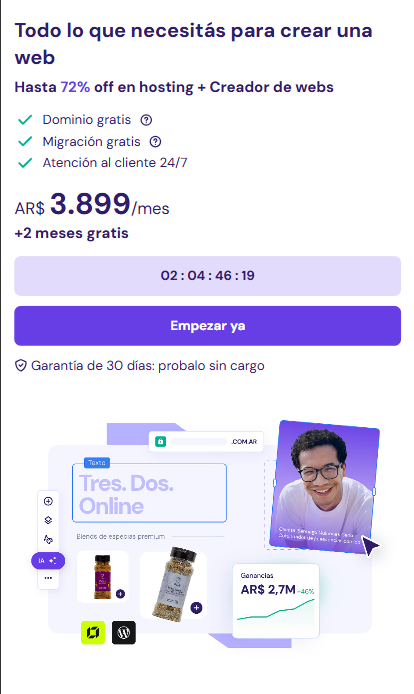 Todo lo que necesitás para crear una
web
Hasta 72% off en hosting + Creador de webs
Dominio gratis
Migración gratis
Atención al cliente 24/7
AR$ 3.899/mes
+2 meses gratis
02 : 04 : 46 : 19
Empezar ya
Garantía de 30 días: probalo sin cargo
.COM.AR
Texto
Tres. Dos.
Online
Blends de especias premium
IA
Ganancias
AR$ 2,7M +46%